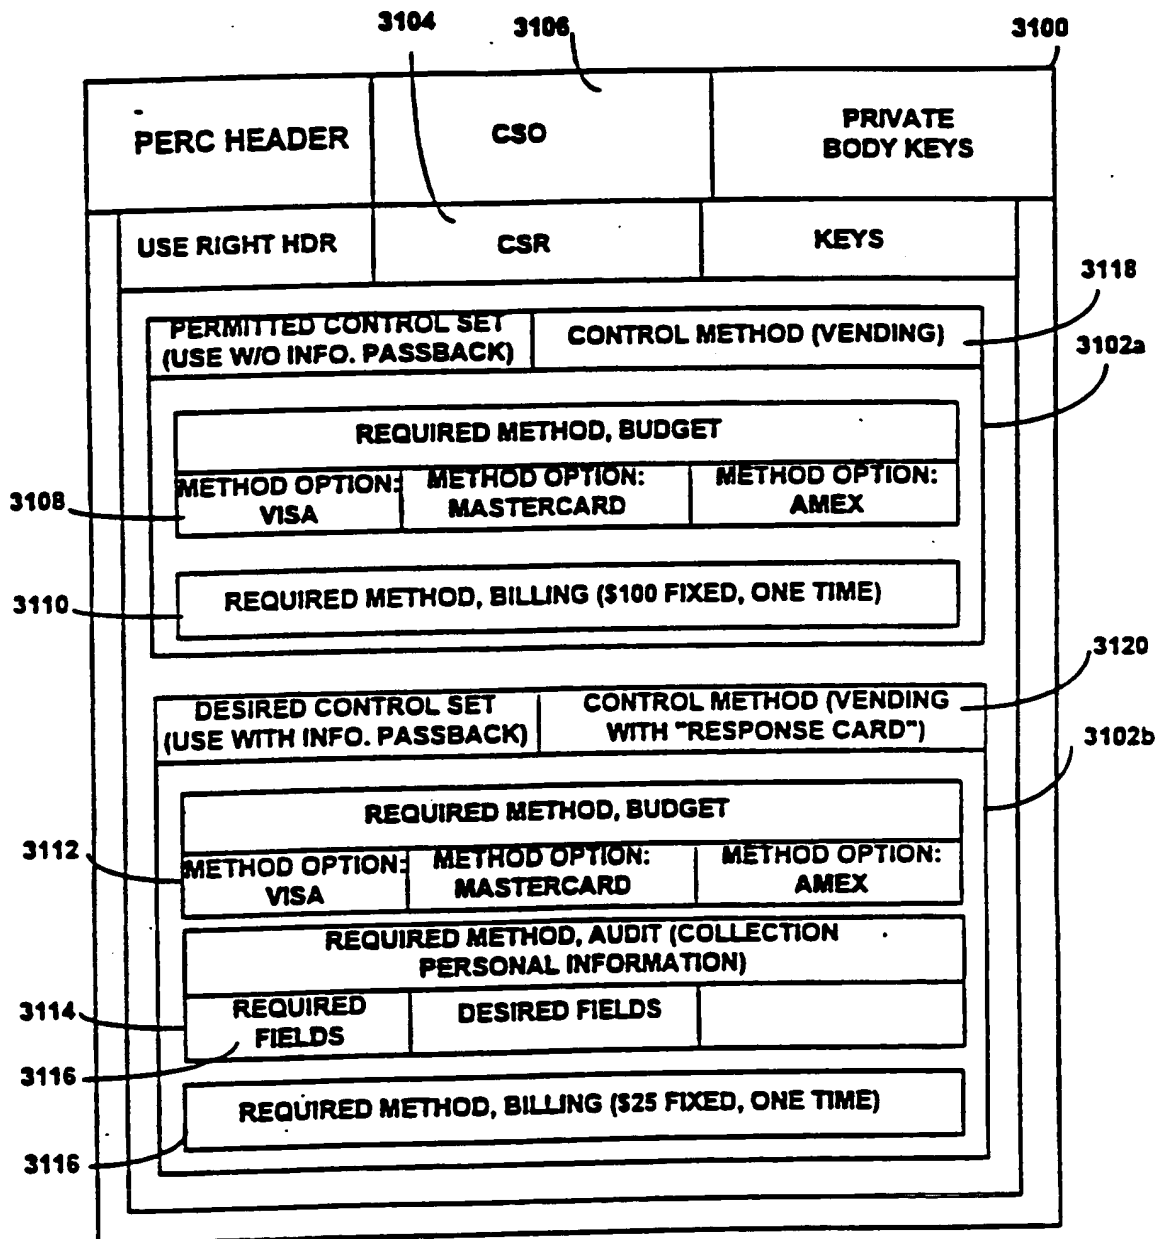 3104
3106
3100
PERC HEADER
CSO
PRIVATE
BODY KEYS
USE RIGHT HDR
CSR
KEYS
3118
PERMITTED CONTROL SET
(USE W/O INFO. PASSBACK)
CONTROL METHOD (VENDING)
3102a
REQUIRED METHOD, BUDGET
3108
METHOD OPTION:
VISA
METHOD OPTION:
MASTERCARD
METHOD OPTION:
AMEX
3110
REQUIRED METHOD, BILLING ($100 FIXED, ONE TIME)
3120
DESIRED CONTROL SET
(USE WITH INFO. PASSBACK)
CONTROL METHOD (VENDING
WITH "RESPONSE CARD")
3102b
REQUIRED METHOD, BUDGET
3112
METHOD OPTION:
VISA
METHOD OPTION:
MASTERCARD
METHOD OPTION:
AMEX
REQUIRED METHOD, AUDIT (COLLECTION
PERSONAL INFORMATION)
3114
REQUIRED
FIELDS
DESIRED FIELDS
3116
REQUIRED METHOD, BILLING ($25 FIXED, ONE TIME)
3116